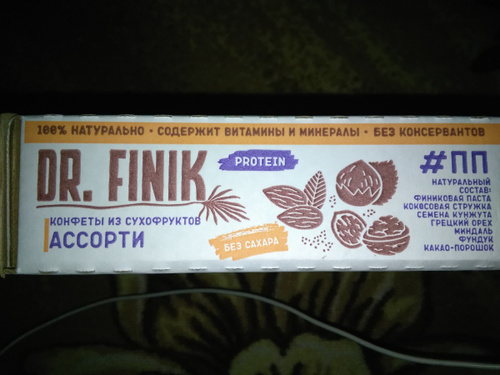 100% НАТУРАЛЬНО • СОДЕРЖИТ ВИТАМИНЫ И МИНЕРАЛЫ • БЕЗ КОНСЕРВАНТОВ
DR. FINIK
PROTEIN
КОНФЕТЫ ИЗ СУХОФРУКТОВ
АССОРТИ
БЕЗ САХАРА
#ПП
НАТУРАЛЬНЫЙ
СОСТАВ:
ФИНИКОВАЯ ПАСТА
КОКОСОВАЯ СТРУЖКА
СЕМЕНА КУНЖУТА
ГРЕЦКИЙ ОРЕХ
МИНДАЛЬ
ФУНДУК
КАКАО-ПОРОШОК